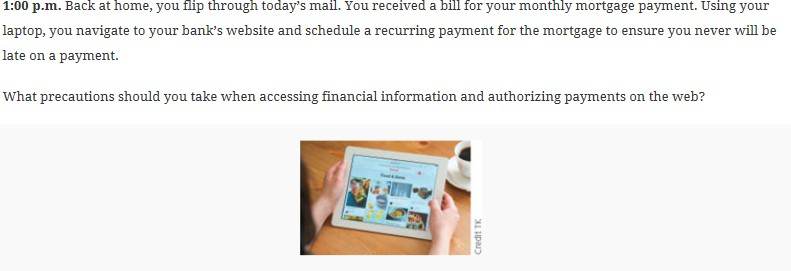 1:00 p.m. Back at home, you flip through today's mail. You received a bill for your monthly mortgage payment. Using your
laptop, you navigate to your bank's website and schedule a recurring payment for the mortgage to ensure you never will be
late on a payment.
What precautions should you take when accessing financial information and authorizing payments on the web?
Food & Drink
Credit TK